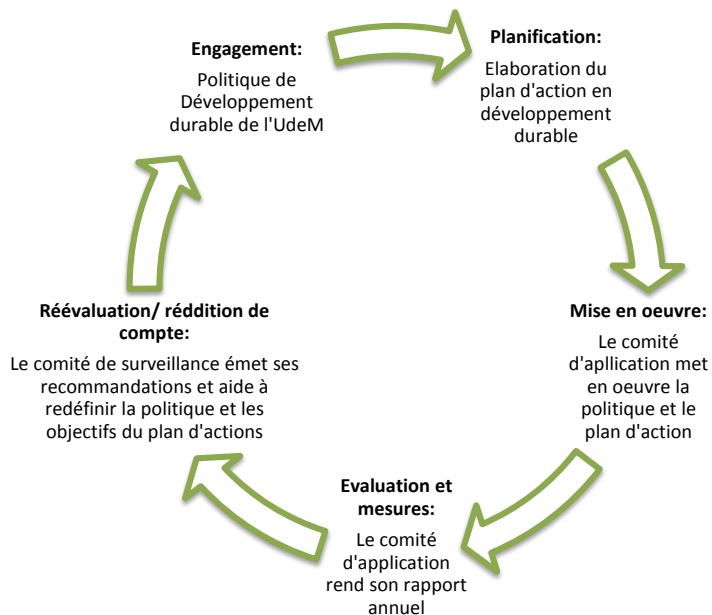 Engagement:
Politique de
Développement
durable de l'UdeM
Planification:
Elaboration du
plan d'action en
développement
durable
Mise en oeuvre:
Le comité
d'apllication met
en oeuvre la
politique et le
plan d'action
Evaluation et
mesures:
Le comité
d'application
rend son rapport
annuel
Réévaluation/ réddition de
compte:
Le comité de surveillance émet ses
recommandations et aide à
redéfinir la politique et les
objectifs du plan d'actions